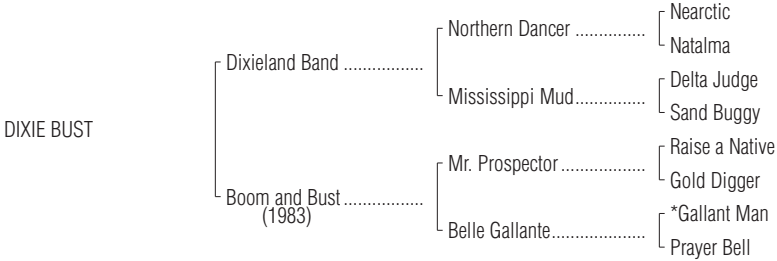 Nearctic
Northern Dancer ...............
Natalma
Dixieland Band .................
Delta Judge
Mississippi Mud...............
Sand Buggy
DIXIE BUST
Raise a Native
Mr. Prospector ..................
Gold Digger
Boom and Bust .................
(1983)
*Gallant Man
Belle Gallante....................
Prayer Bell